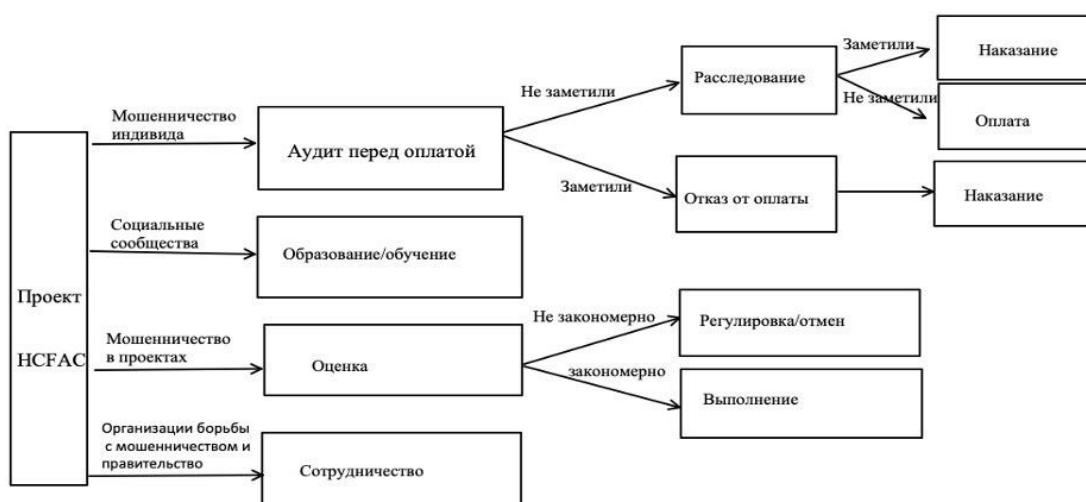 Проект
HCFAC
Мошенничество
индивида
Аудит перед оплатой
Не заметили
Расследование
Заметили
Наказание
Не заметили
Оплата
Заметили
Отказ от оплаты
Наказание
Социальные
сообщества
Образование/обучение
Мошенничество
в проектах
Оценка
Не закономерно
Регулировка/отмен
закономерно
Выполнение
Организации борьбы
с мошенничеством и
правительство
Сотрудничество